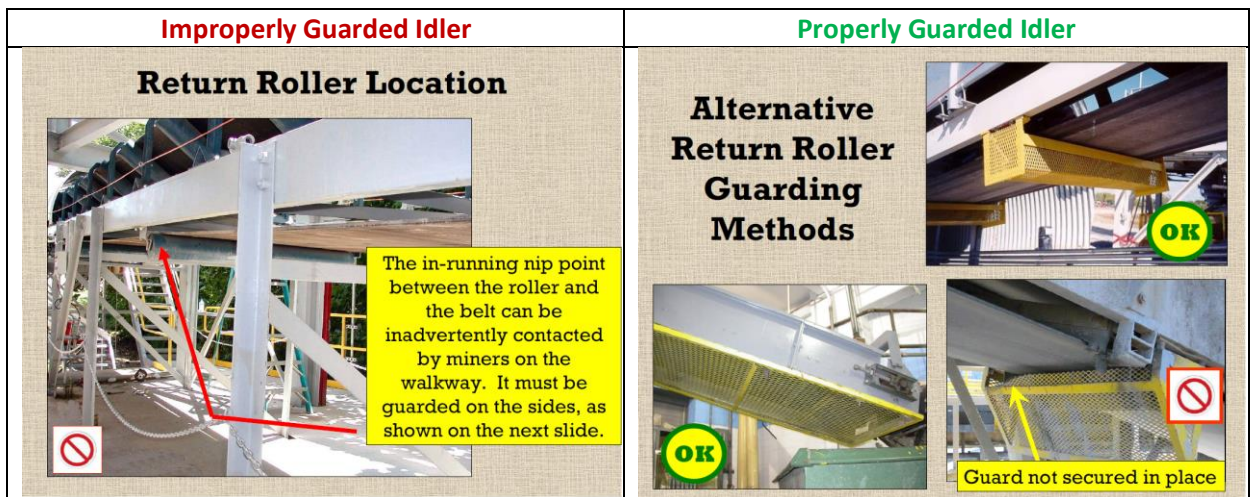 Improperly Guarded Idler
Properly Guarded Idler
Return Roller Location
The in-running nip point
between the roller and
the belt can be
inadvertently contacted
by miners on the
walkway. It must be
guarded on the sides, as
shown on the next slide.
Alternative
Return Roller
Guarding
Methods
OK
OK
Guard not secured in place